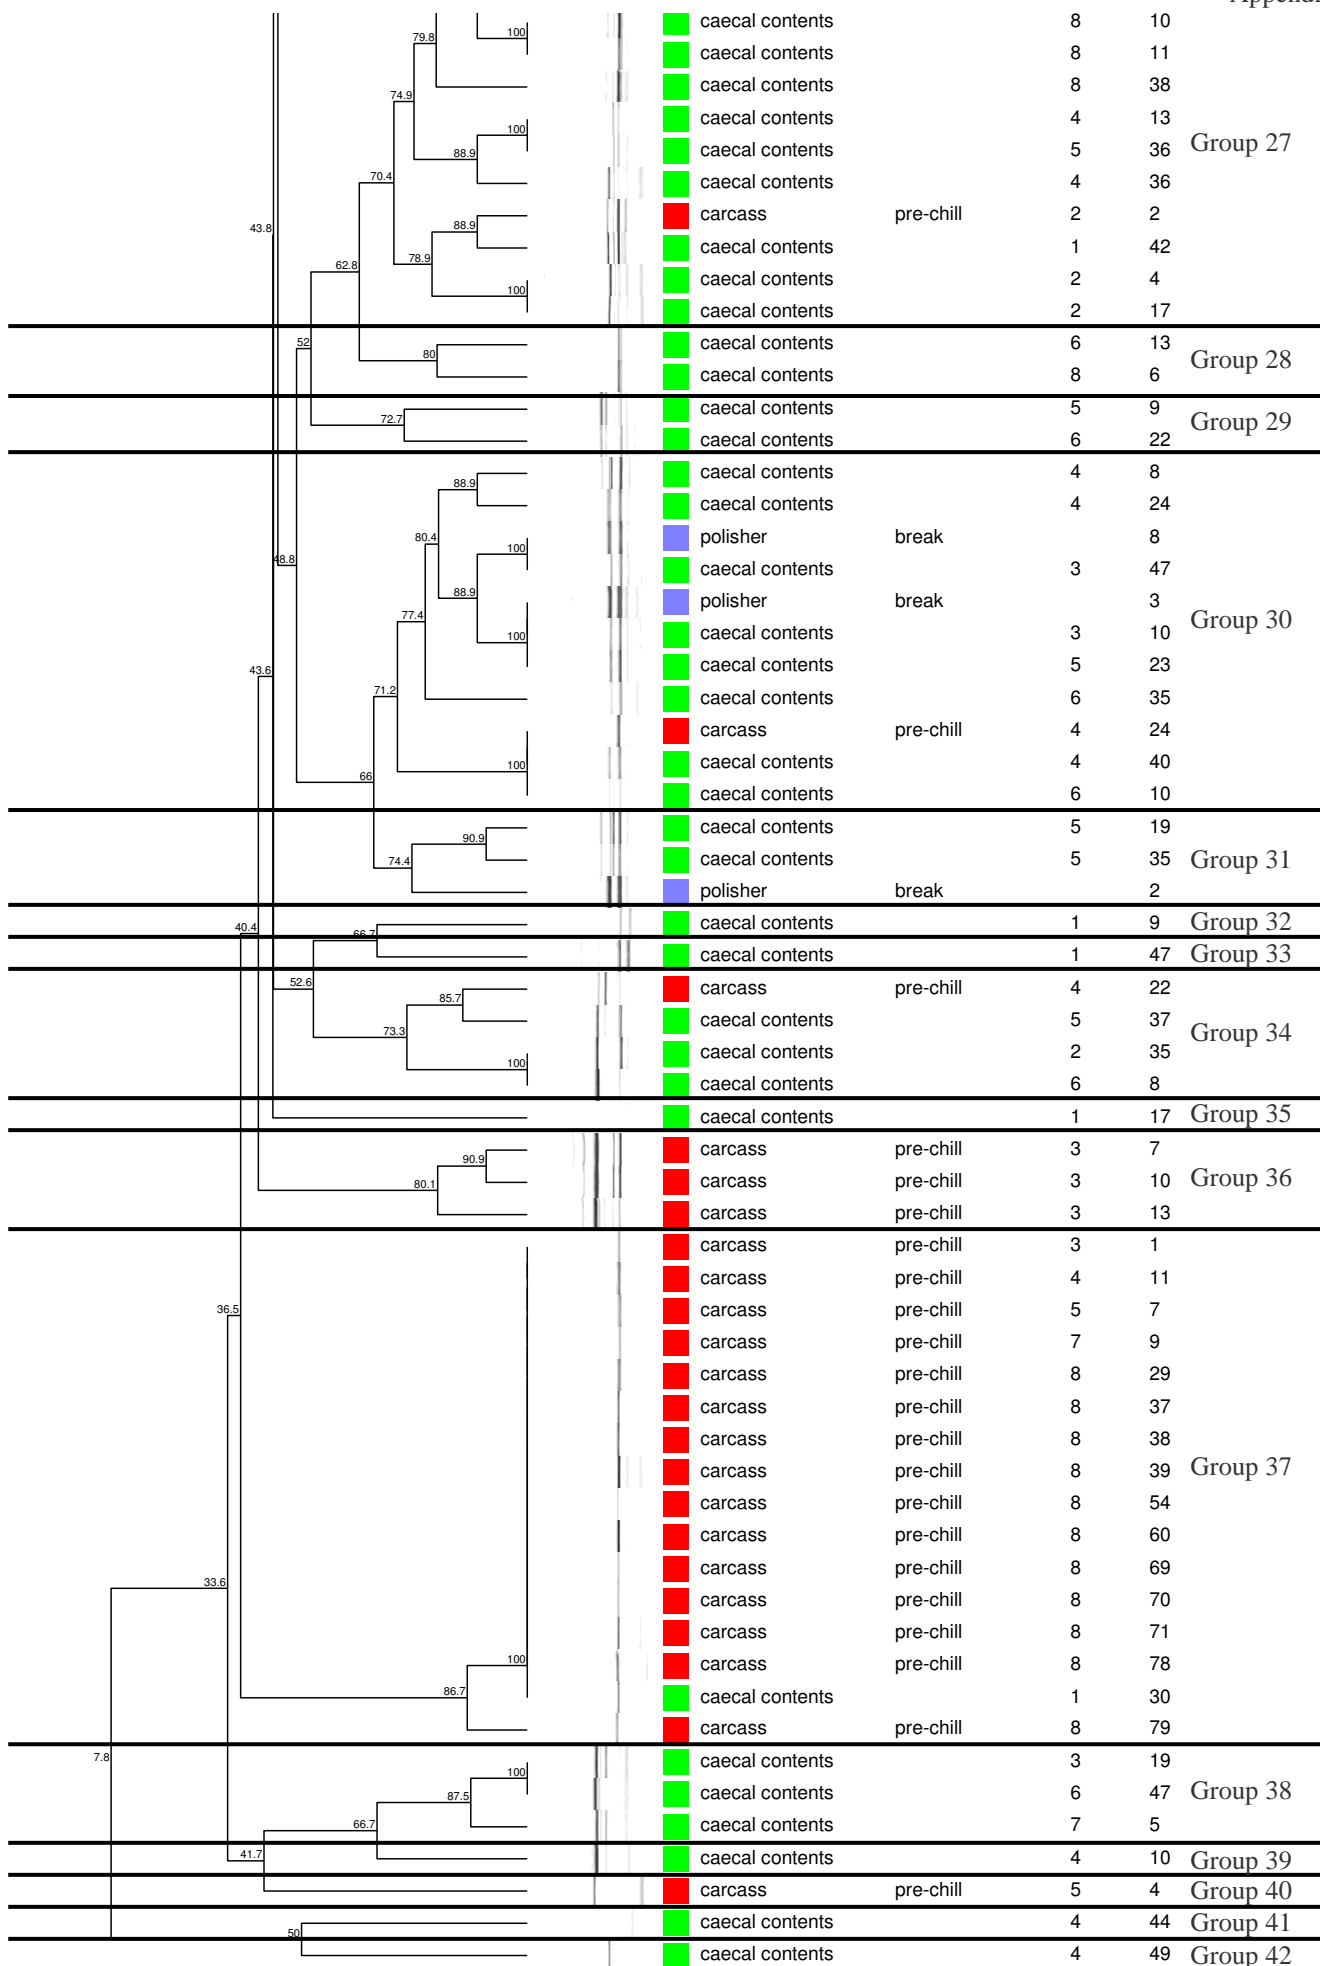 caecal contents 8 10
79.8 100
caecal contents 8 11
caecal contents 8 38
74.9
caecal contents 4 13
100
caecal contents 5 36 Group 27
88.9
caecal contents 4 36
70.4
carcass pre-chill 2 2
43.8 88.9
caecal contents 1 42
62.8 78.9
caecal contents 2 4
100
caecal contents 2 17
52
caecal contents 6 13
80 Group 28
caecal contents 8 6
caecal contents 5 9
72.7 Group 29
caecal contents 6 22
caecal contents 4 8
88.9
caecal contents 4 24
80.4
polisher break 8
100
48.8
caecal contents 3 47
88.9
polisher break 3
77.4 Group 30
caecal contents 3 10
100
caecal contents 5 23
43.6
71.2
caecal contents 6 35
carcass pre-chill 4 24
caecal contents 4 40
66 100
caecal contents 6 10
caecal contents 5 19
90.9
caecal contents 5 35 Group 31
74.4
polisher break 2
caecal contents 1 9 Group 32
40.4 66.7
caecal contents 1 47 Group 33
52.6
carcass pre-chill 4 22
85.7
caecal contents 5 37
73.3 Group 34
caecal contents 2 35
100
caecal contents 6 8
caecal contents 1 17 Group 35
carcass pre-chill 3 7
90.9
carcass pre-chill 3 10 Group 36
80.1
carcass pre-chill 3 13
carcass pre-chill 3 1
carcass pre-chill 4 11
36.5
carcass pre-chill 5 7
carcass pre-chill 7 9
carcass pre-chill 8 29
carcass pre-chill 8 37
carcass pre-chill 8 38
carcass pre-chill 8 39 Group 37
carcass pre-chill 8 54
carcass pre-chill 8 60
carcass pre-chill 8 69
33.6
carcass pre-chill 8 70
carcass pre-chill 8 71
carcass pre-chill 8 78
100
86.7
caecal contents 1 30
carcass pre-chill 8 79
7.8
caecal contents 3 19
100
caecal contents 6 47 Group 38
87.5
caecal contents 7 5
66.7
41.7
caecal contents 4 10 Group 39
carcass pre-chill 5 4 Group 40
caecal contents 4 44 Group 41
50
caecal contents 4 49 Group 42